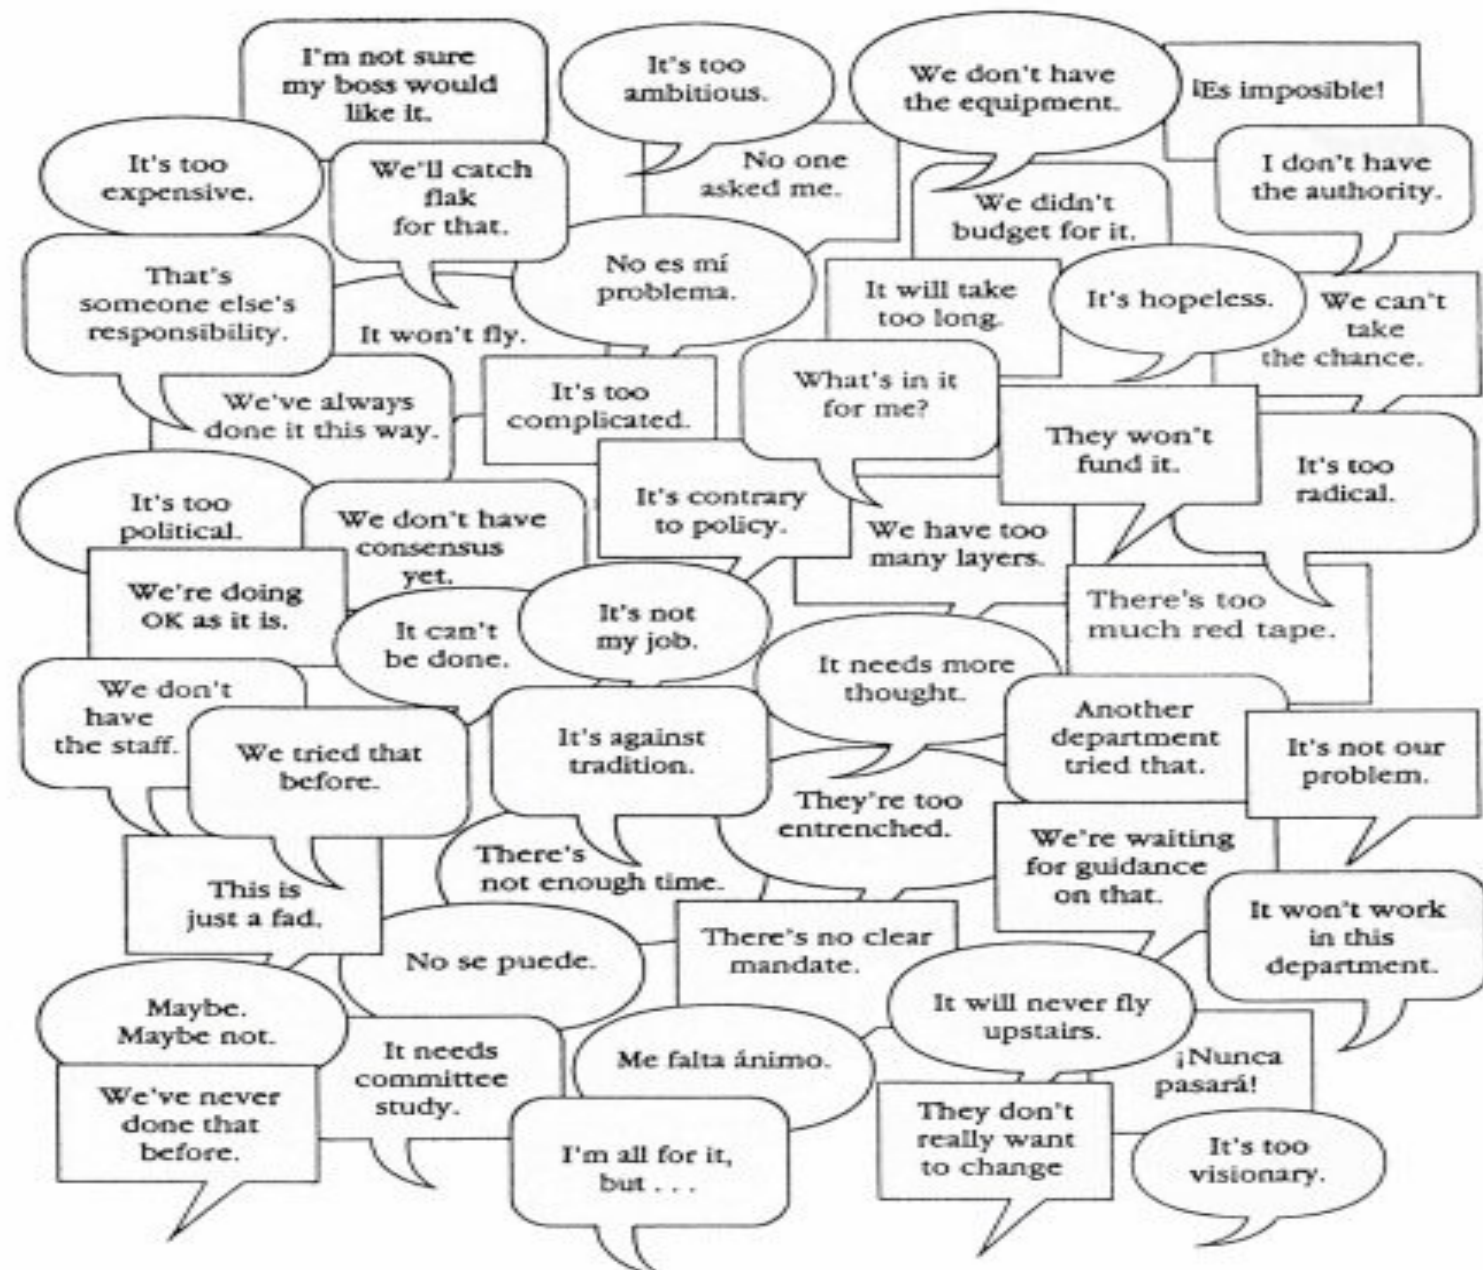 I'm not sure
my boss would
like it.
It's too
ambitious.
We don't have
the equipment.
¡Es imposible!
It's too
expensive.
We'll catch
flak
for that.
No one
asked me.
We didn't
budget for it.
I don't have
the authority.
That's
someone else's
responsibility.
It won't fly.
No es mí
problema.
It will take
too long.
It's hopeless.
We can't
take
the chance.
We've always
done it this way.
It's too
complicated.
What's in it
for me?
They won't
fund it.
It's too
radical.
It's too
political.
We don't have
consensus
yet.
It's contrary
to policy.
We have too
many layers.
We're doing
OK as it is.
It can't
be done.
It's not
my job.
It needs more
thought.
There's too
much red tape.
We don't
have
the staff.
We tried that
before.
It's against
tradition.
They're too
entrenched.
Another
department
tried that.
It's not our
problem.
This is
just a fad.
There's
not enough time.
We're waiting
for guidance
on that.
It won't work
in this
department.
Maybe.
Maybe not.
No se puede.
There's no clear
mandate.
It will never fly
upstairs.
We've never
done that
before.
It needs
committee
study.
Me falta ánimo.
¡Nunca
pasará!
I'm all for it,
but . . .
They don't
really want
to change
It's too
visionary.